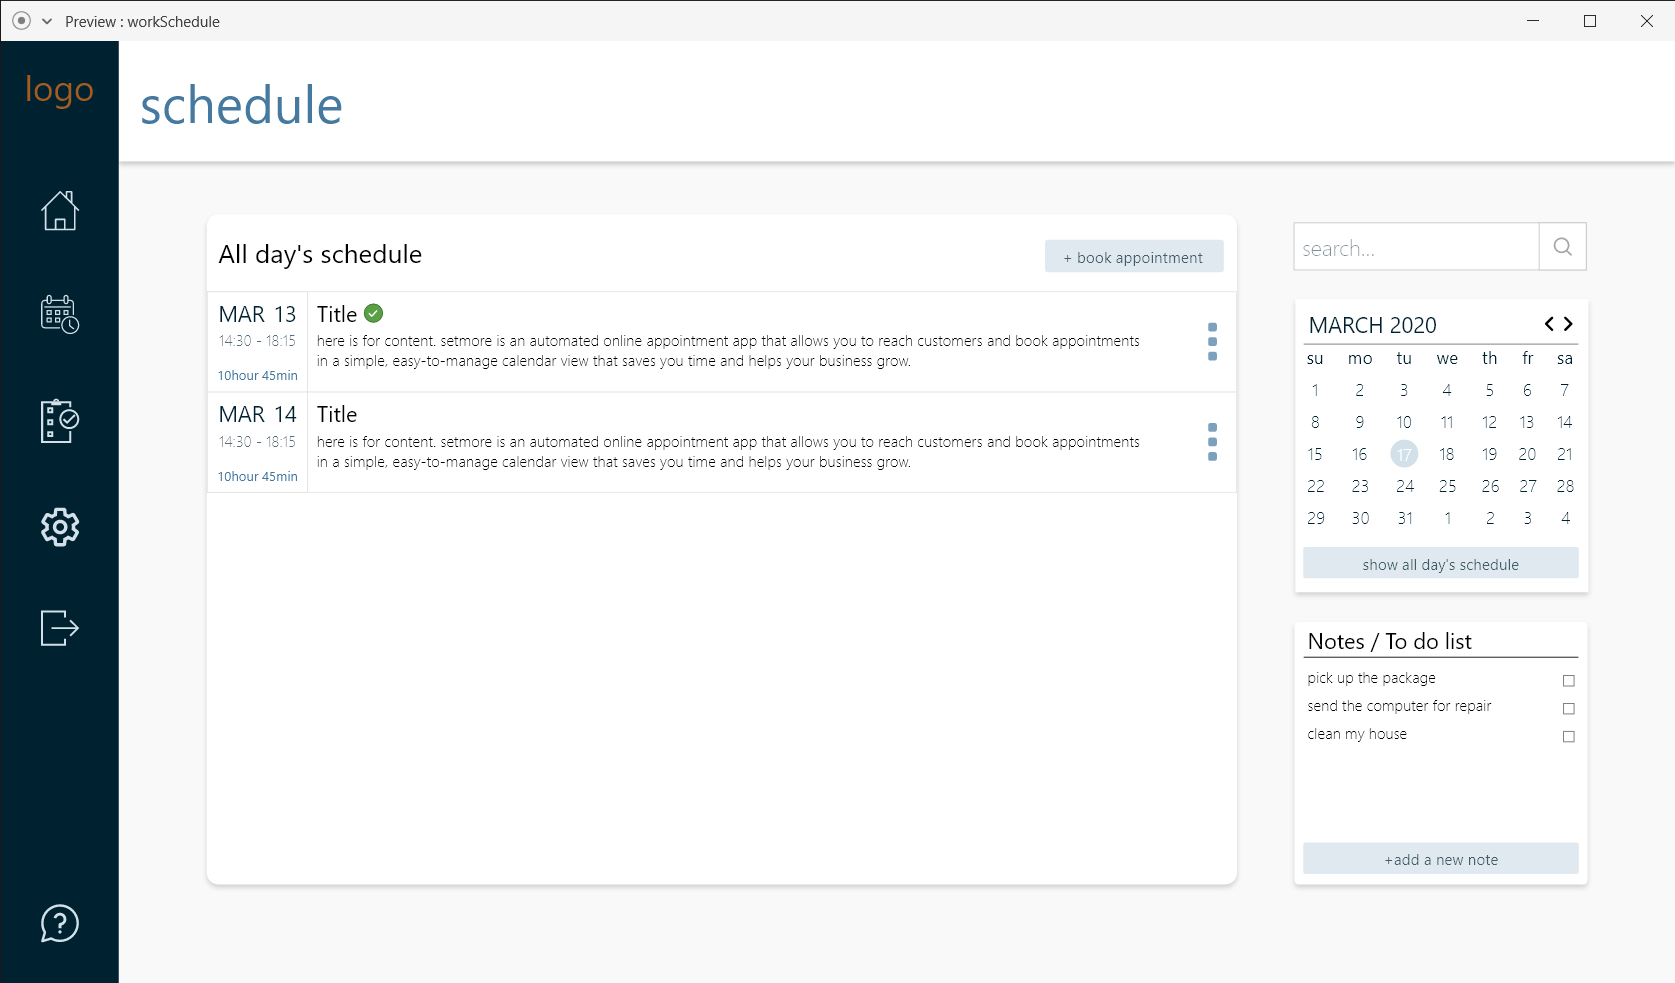 Preview : workSchedule
logo
schedule
All day's schedule
+ book appointment
MAR 13
14:30 - 18:15
10hour 45min
Title
here is for content. setmore is an automated online appointment app that allows you to reach customers and book appointments
in a simple, easy-to-manage calendar view that saves you time and helps your business grow.
MAR 14
14:30 - 18:15
10hour 45min
Title
here is for content. setmore is an automated online appointment app that allows you to reach customers and book appointments
in a simple, easy-to-manage calendar view that saves you time and helps your business grow.
search...
MARCH 2020
su mo tu we th fr sa
1 2 3 4 5 6 7
8 9 10 11 12 13 14
15 16 17 18 19 20 21
22 23 24 25 26 27 28
29 30 31 1 2 3 4
show all day's schedule
Notes / To do list
pick up the package
send the computer for repair
clean my house
+add a new note
?